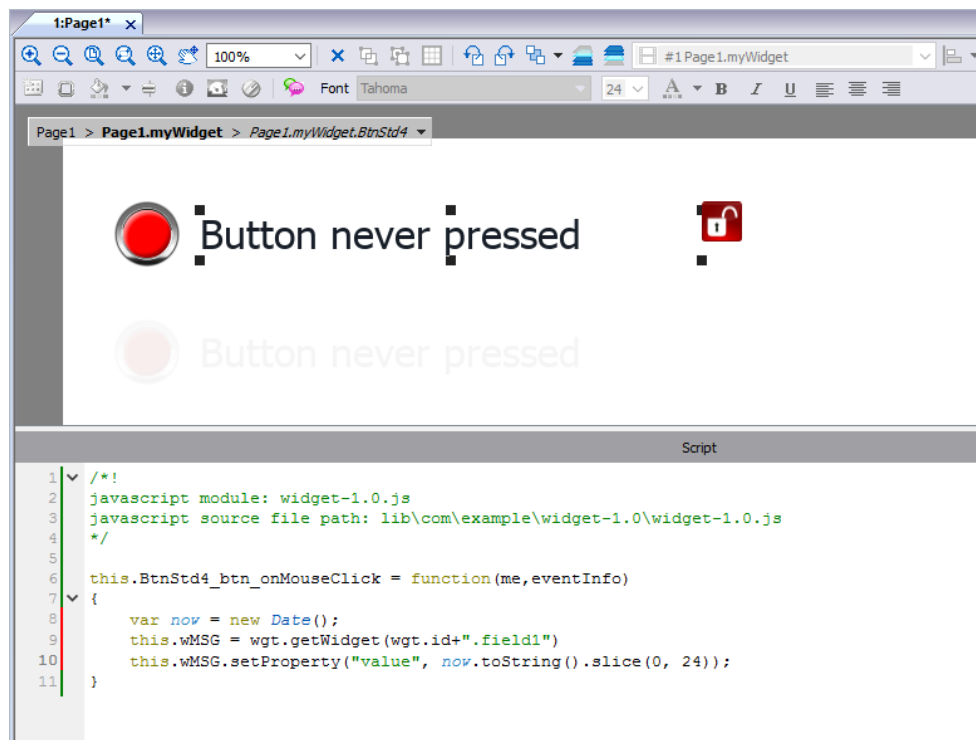 1:Page1* x
100% #1 Page1.myWidget
Font Tahoma 24 A B I U
Page1 > Page1.myWidget > Page1.myWidget.BtnStd4
Button never pressed
Button never pressed
Script
1 /*!
2 javascript module: widget-1.0.js
3 javascript source file path: lib\com\example\widget-1.0\widget-1.0.js
4 */
5
6 this.BtnStd4_btn_onMouseClick = function(me,eventInfo)
7 {
8 var now = new Date();
9 this.wMSG = wgt.getWidget(wgt.id+".field1")
10 this.wMSG.setProperty("value", now.toString().slice(0, 24));
11 }